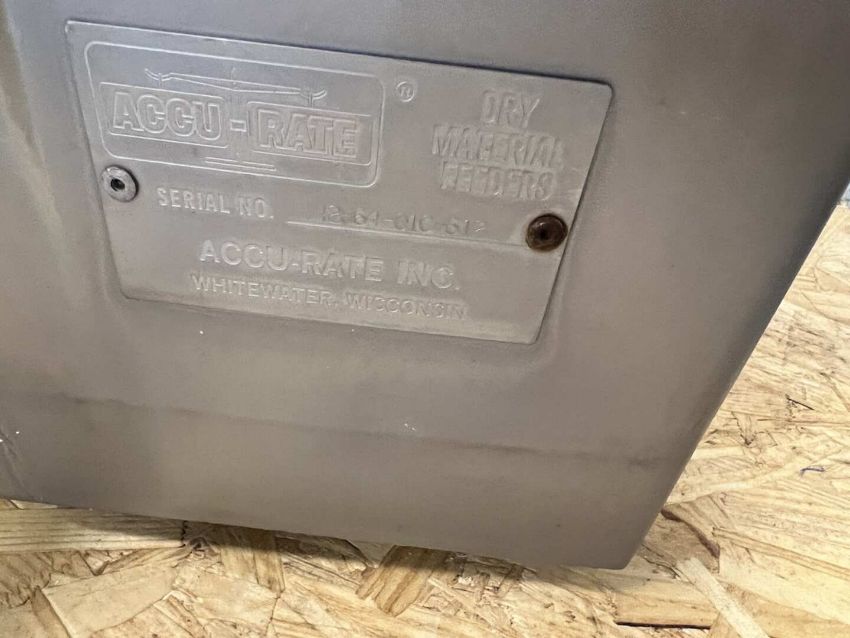 ACCU-RATE ®
DRY
MATERIAL
FEEDERS
SERIAL NO.
ACCU-RATE INC.
WHITEWATER, WISCONSIN